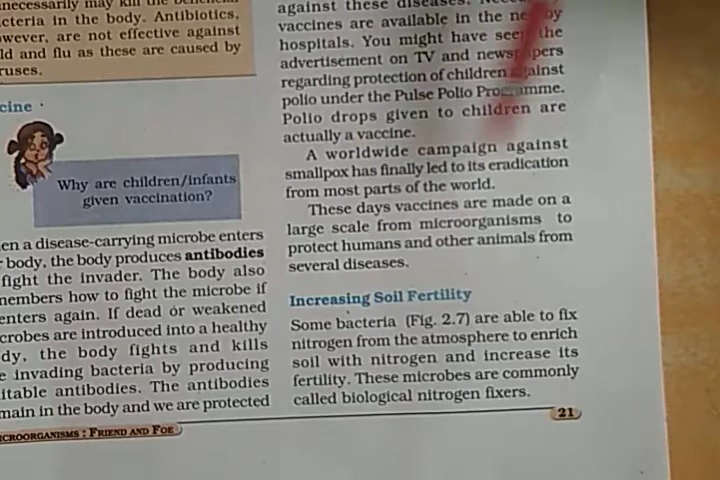 may kill the beneficial
cteria in the body. Antibiotics,
wever, are not effective against
ld and flu as these are caused by
ruses.
cine
Why are children/infants
given vaccination?
en a disease-carrying microbe enters
body, the body produces antibodies
fight the invader. The body also
members how to fight the microbe if
enters again. If dead or weakened
crobes are introduced into a healthy
dy, the body fights and kills
e invading bacteria by producing
itable antibodies. The antibodies
main in the body and we are protected
against these diseases.
vaccines are available in the
hospitals. You might have seen the
advertisement on TV and newspapers
regarding protection of children against
polio under the Pulse Polio Programme.
Polio drops given to children are
actually a vaccine.
A worldwide campaign against
smallpox has finally led to its eradication
from most parts of the world.
These days vaccines are made on a
large scale from microorganisms to
protect humans and other animals from
several diseases.
Increasing Soil Fertility
Some bacteria (Fig. 2.7) are able to fix
nitrogen from the atmosphere to enrich
soil with nitrogen and increase its
fertility. These microbes are commonly
called biological nitrogen fixers.
ICROORGANISMS : FRIEND AND FOE
21